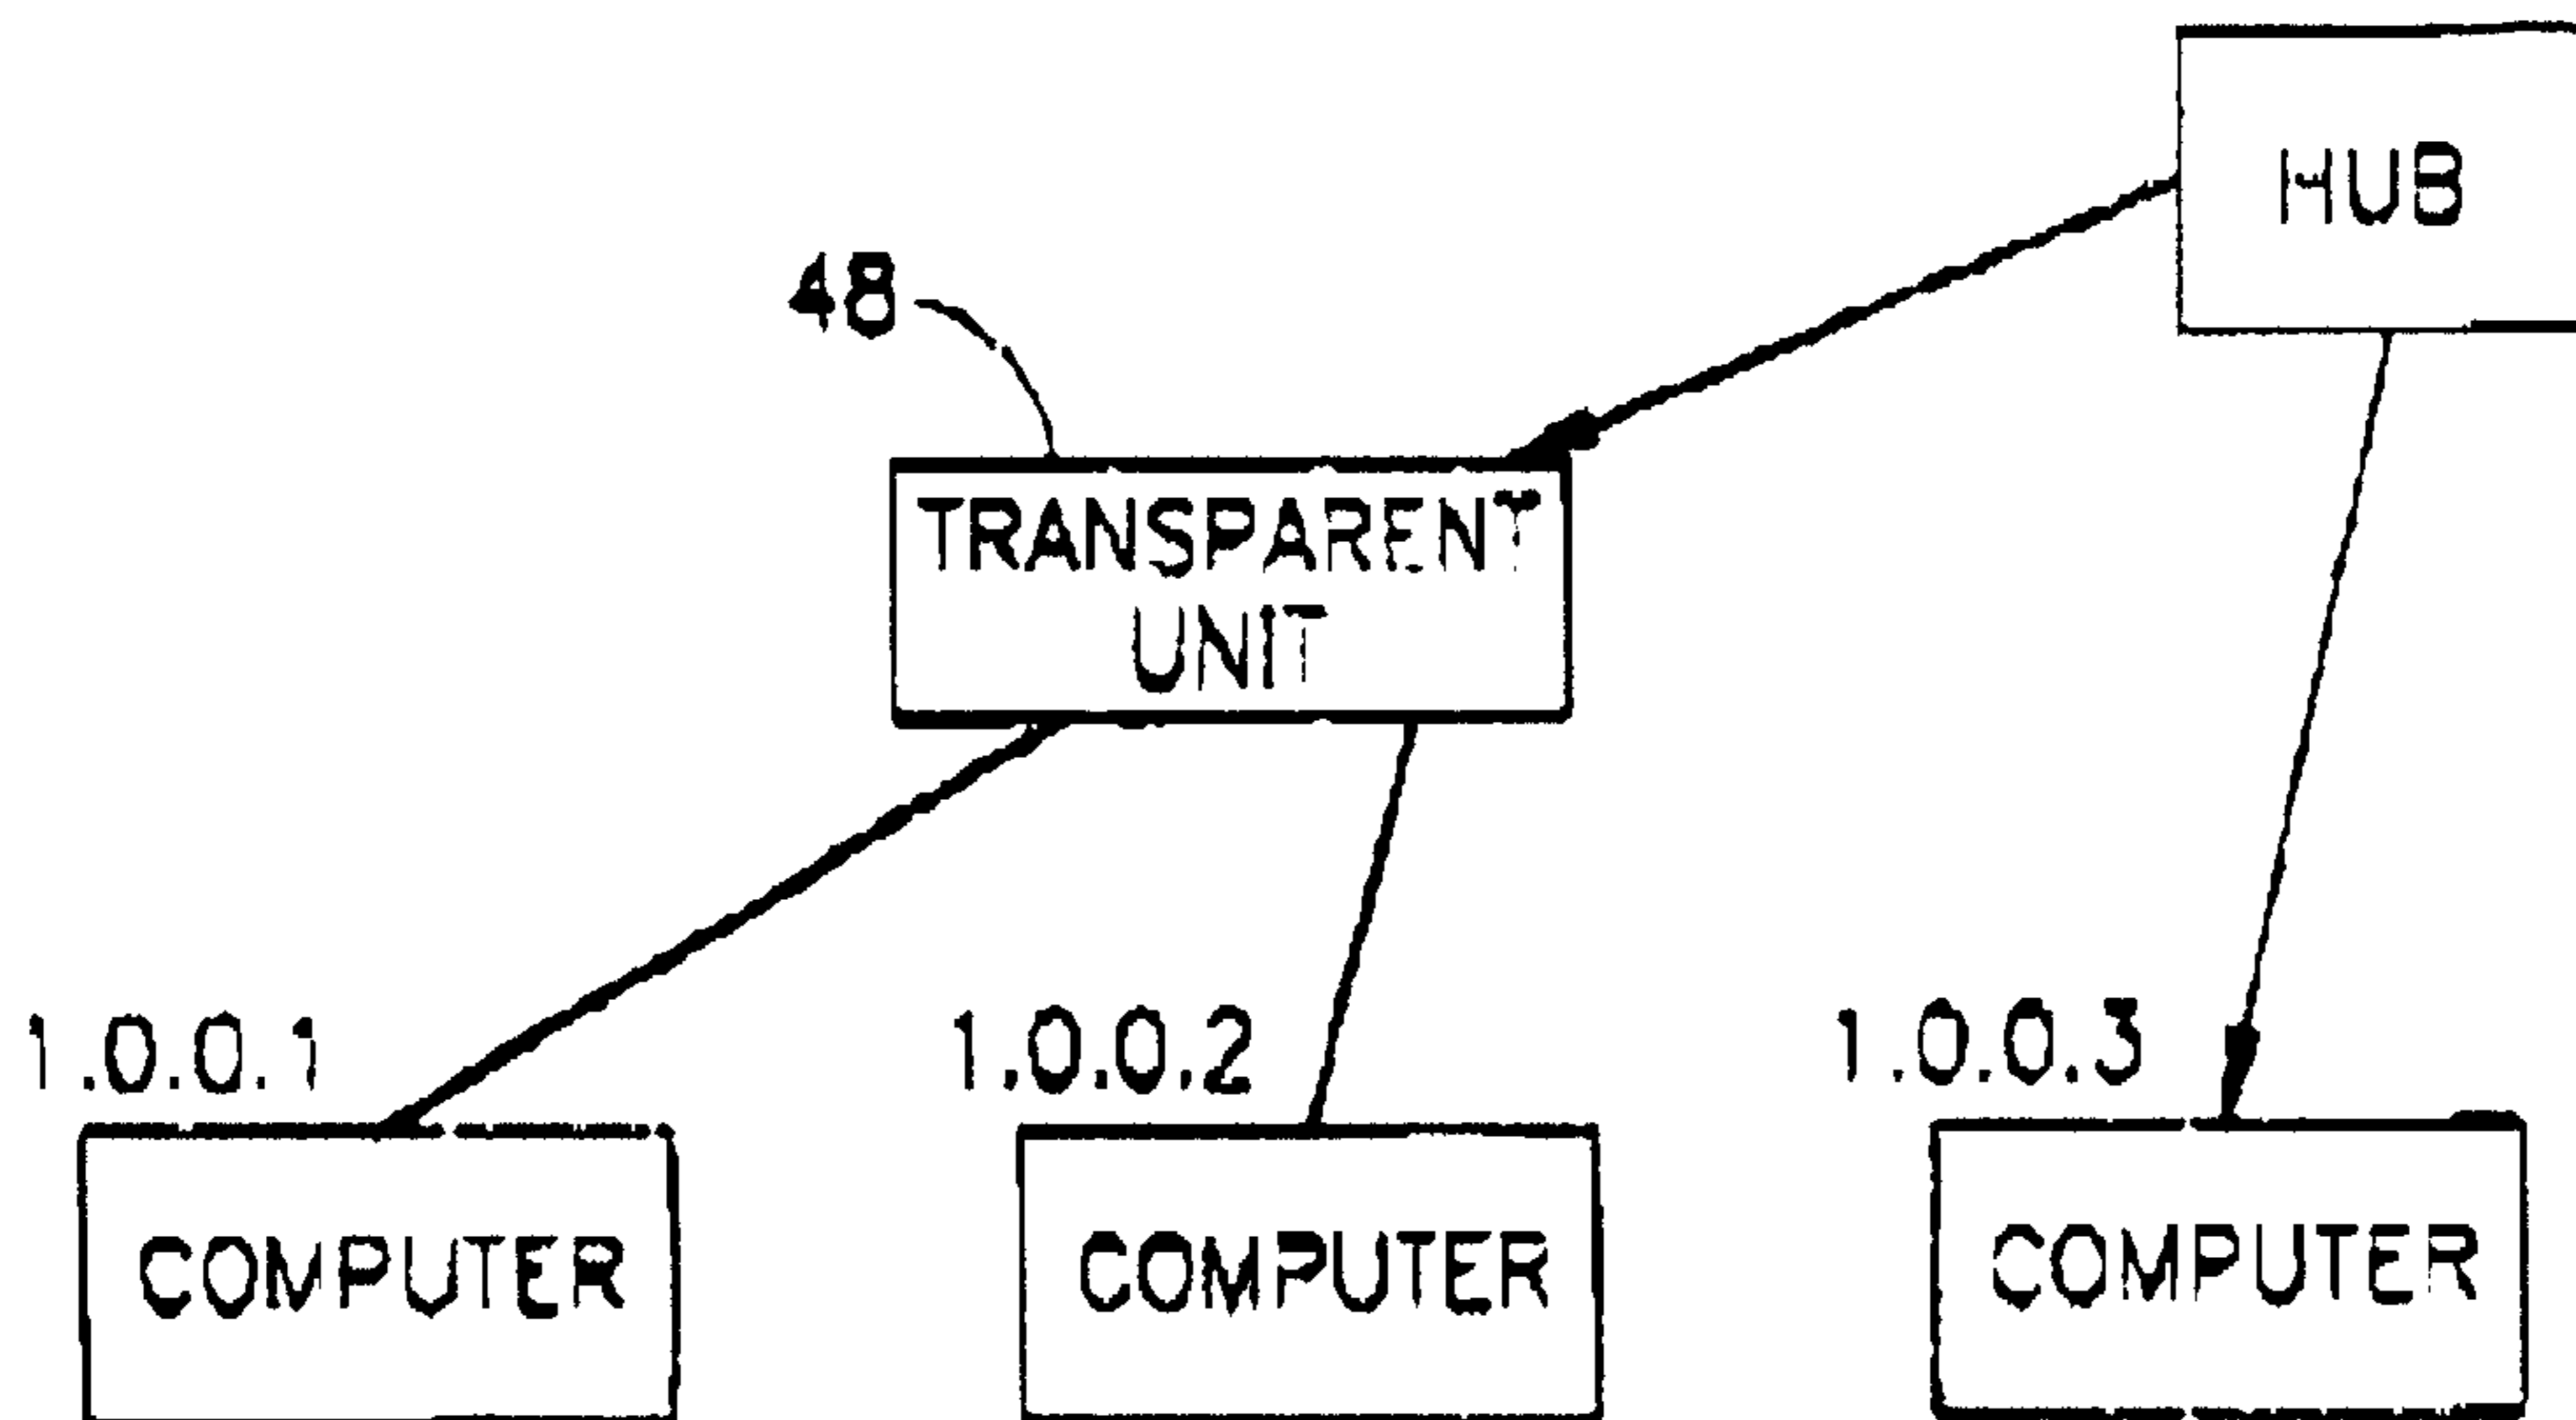 HUB
48
TRANSPARENT
UNIT
1.0.0.1
1.0.0.2
1.0.0.3
COMPUTER
COMPUTER
COMPUTER